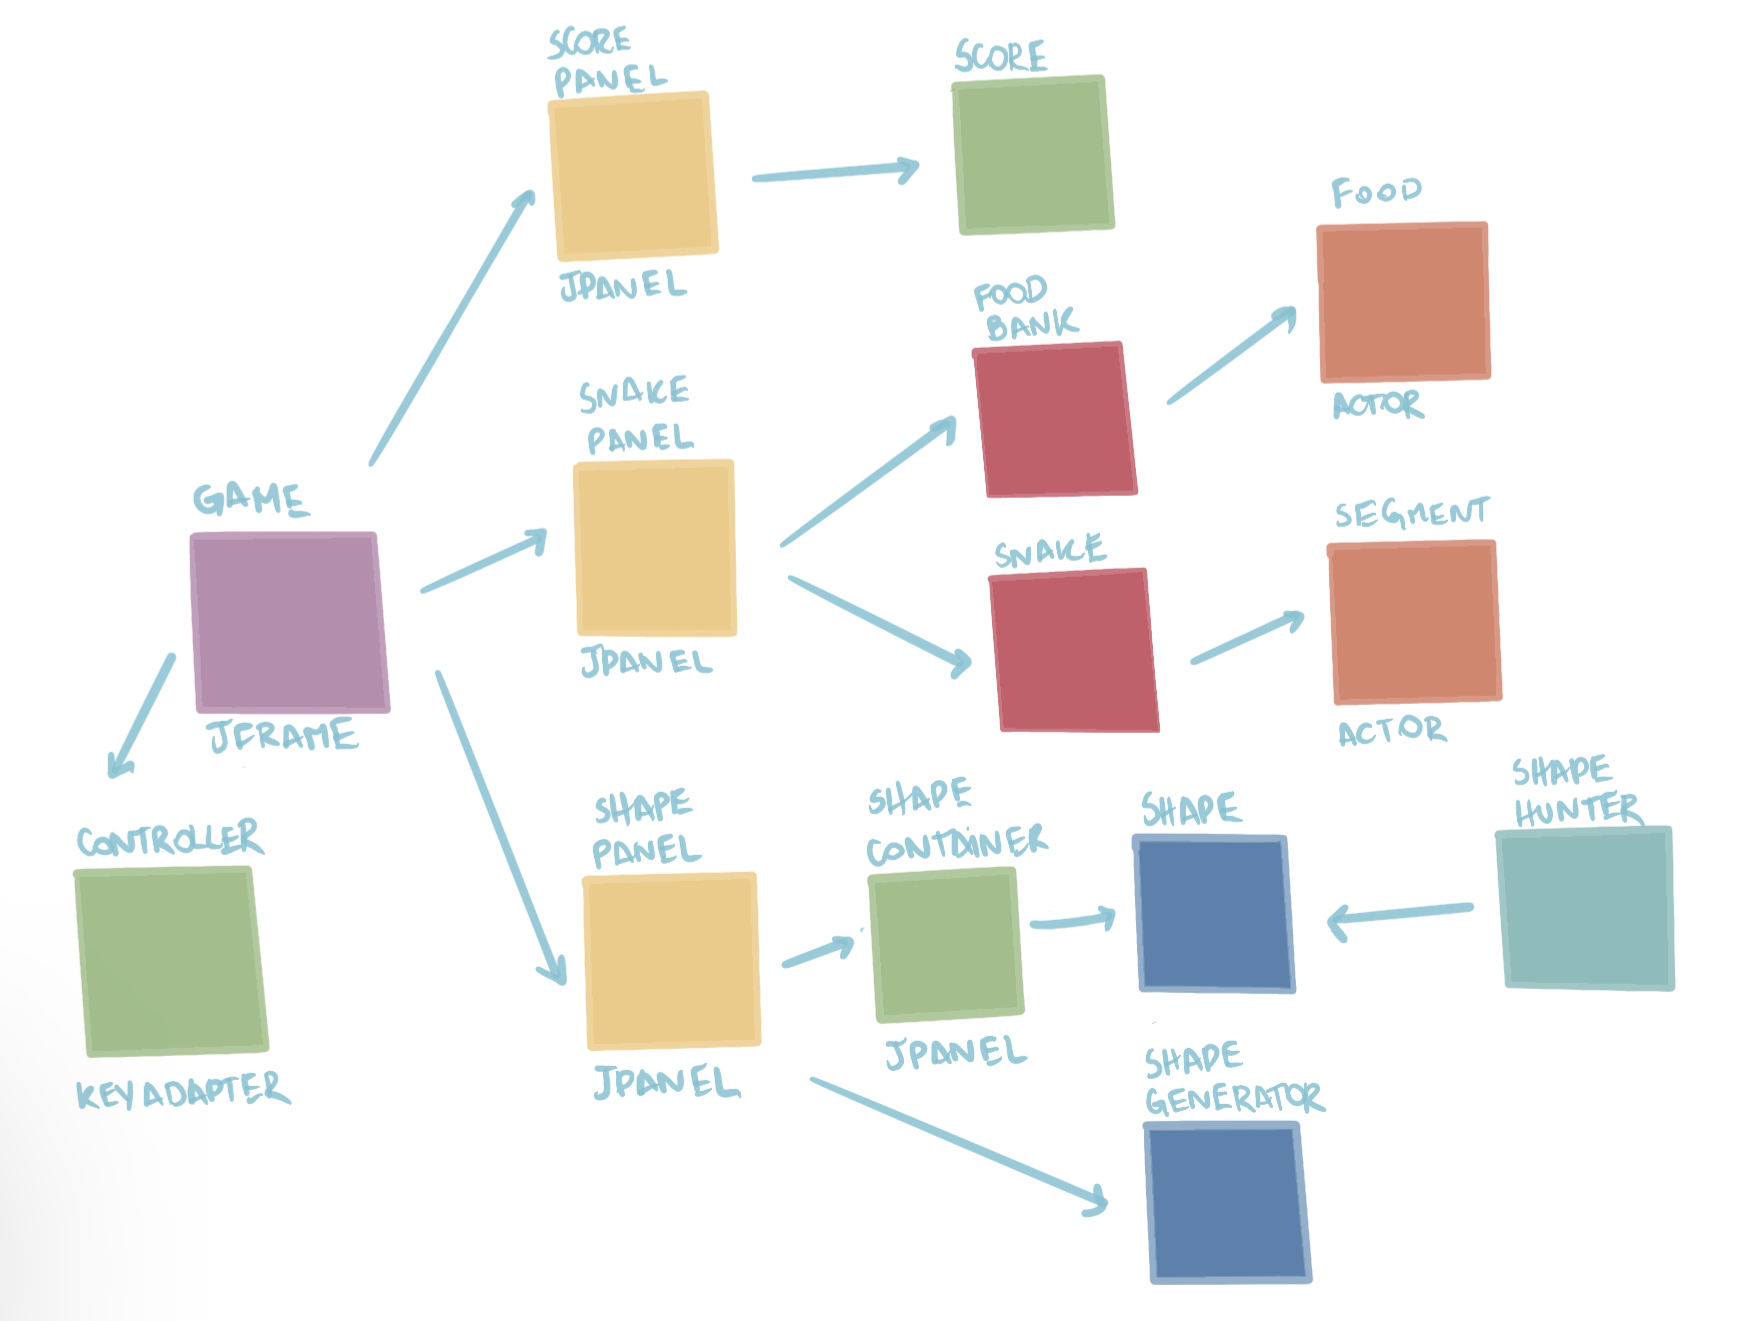 SCORE
PANEL
JPANEL
SCORE
FOOD
ACTOR
FOOD
BANK
SNAKE
PANEL
JPANEL
SNAKE
SEGMENT
ACTOR
GAME
JFRAME
CONTROLLER
KEYADAPTER
SHAPE
PANEL
JPANEL
SHAPE
CONTAINER
JPANEL
SHAPE
SHAPE
HUNTER
SHAPE
GENERATOR